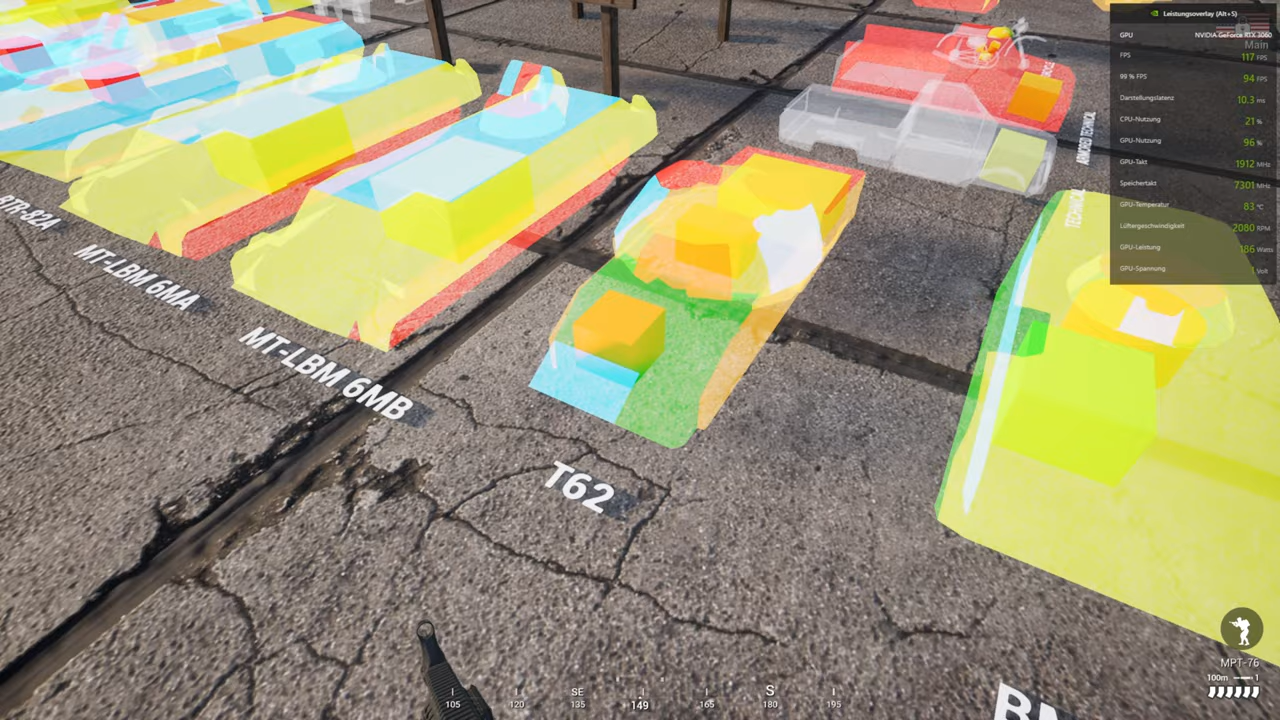 Leistungsoverlay (Alt+S)
GPU NVIDIA GeForce RTX 3060
Main
FPS 117 FPS
99 % FPS 94 FPS
Darstellungslatenz 10.3 ms
CPU-Nutzung 21 %
GPU-Nutzung 96 %
GPU-Takt 1912 MHz
Speichertakt 7301 MHz
GPU-Temperatur 83 °C
Lüftergeschwindigkeit 2080 RPM
GPU-Leistung 186 Watts
GPU-Spannung Volt
ARMORED TECHNICAL
TECHNICAL
BTR-82A
MT-LBM 6MA
MT-LBM 6MB
T62
MPT-76
100m 1
SE S
105 120 135 149 165 180 195